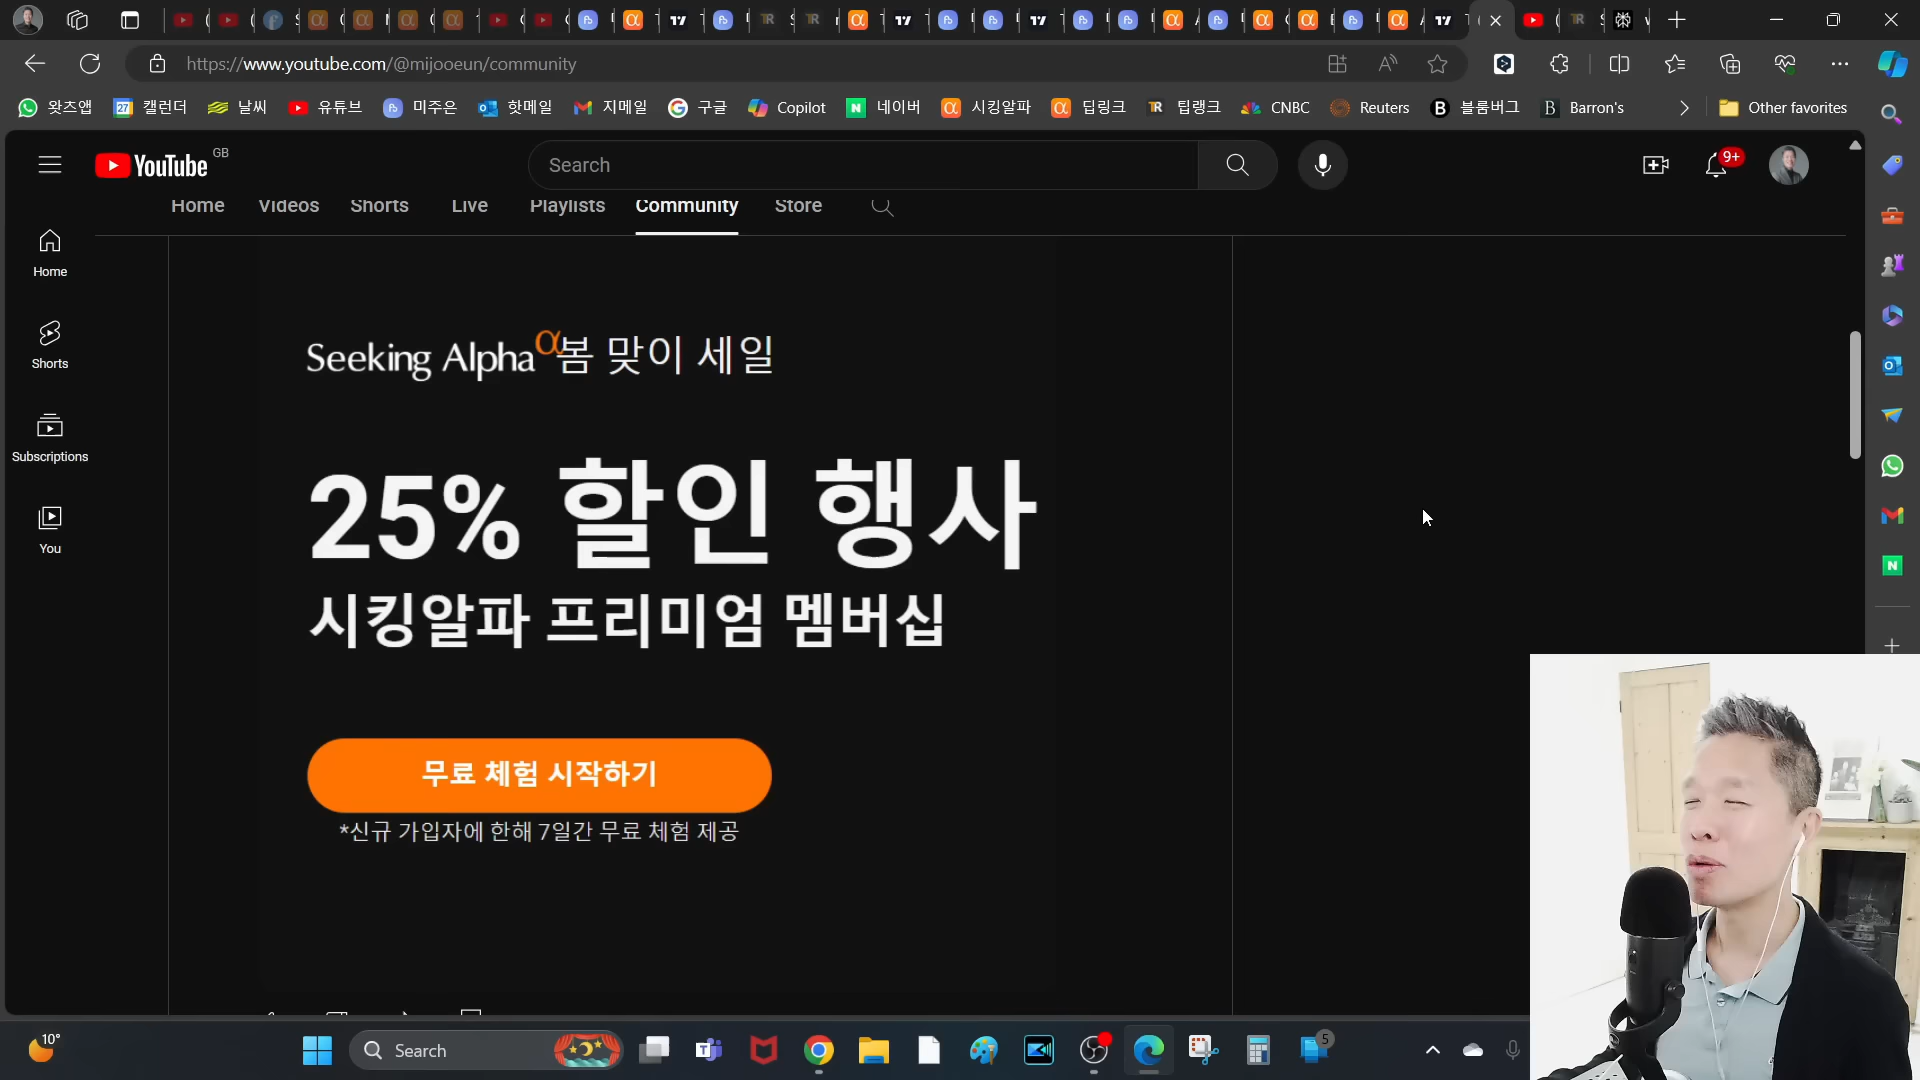 https://www.youtube.com/@mijooeun/community
왓츠앱
27
캘런더
날씨
유튜브
미주은
핫메일
지메일
구글
Copilot
네이버
시킹알파
딥링크
TR
팁랭크
CNBC
Reuters
블룸버그
Barron's
Other favorites
YouTube GB
Search
9+
Home Videos Shorts Live Playlists Community Store
Home
Shorts
Subscriptions
You
Seeking Alphaα 봄 맞이 세일
25% 할인 행사
시킹알파 프리미엄 멤버십
무료 체험 시작하기
*신규 가입자에 한해 7일간 무료 체험 제공
10°
Search
5